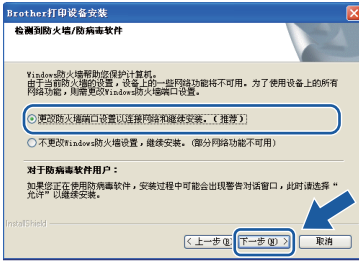 Brother打印设备安装
检测到防火墙/防病毒软件
Windows防火墙帮助您保护计算机。
由于当前防火墙的设置，设备上的一些网络功能将不可用。为了使用设备上的所有
网络功能，则需更改Windows防火墙端口设置。
更改防火墙端口设置以连接网络和继续安装。(推荐)
不更改Windows防火墙设置，继续安装。(部分网络功能不可用)
对于防病毒软件用户：
如果您正在使用防病毒软件，安装过程中可能会出现警告对话窗口，此时请选择“
允许”以继续安装。
InstallShield
< 上一步(B) 下一步(N) > 取消